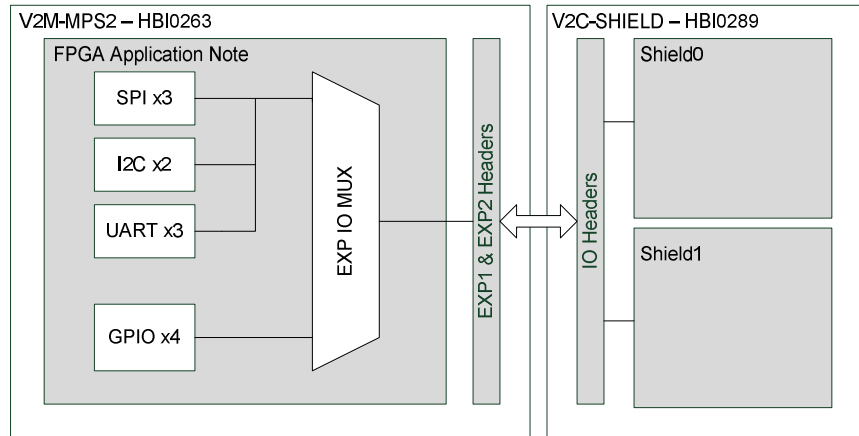 V2M-MPS2 – HBI0263
FPGA Application Note
SPI x3
I2C x2
UART x3
GPIO x4
EXP IO MUX
EXP1 & EXP2 Headers
V2C-SHIELD – HBI0289
IO Headers
Shield0
Shield1